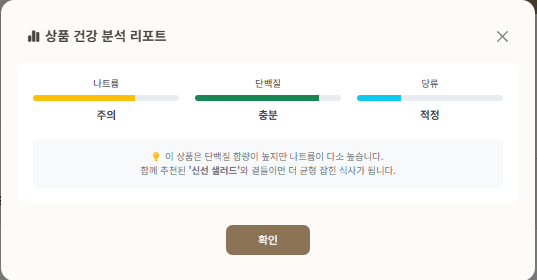 상품 건강 분석 리포트
나트륨
단백질
당류
주의
충분
적정
이 상품은 단백질 함량이 높지만 나트륨이 다소 높습니다.
함께 추천된 '신선 샐러드'와 곁들이면 더 균형 잡힌 식사가 됩니다.
확인